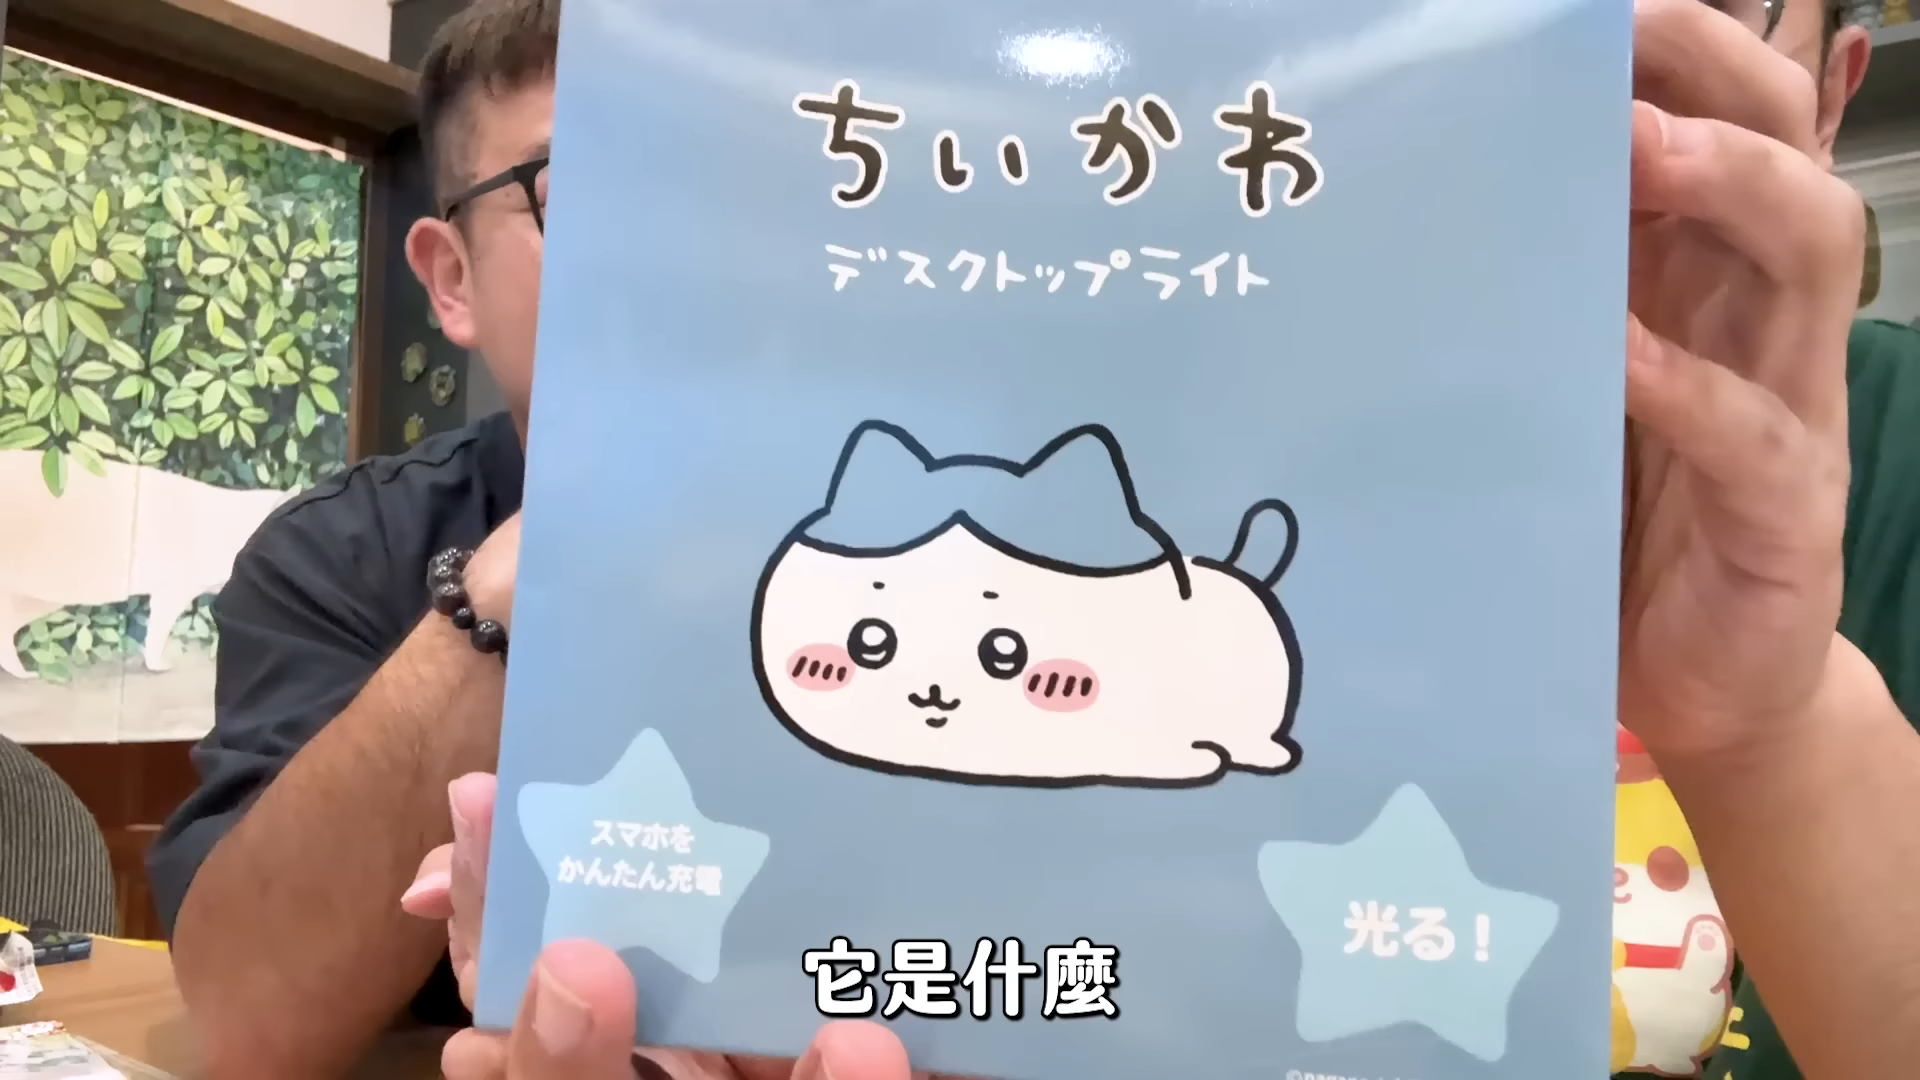 ちいかわ
デスクトップライト
スマホを
かんたん充電
光る!
它是什麼